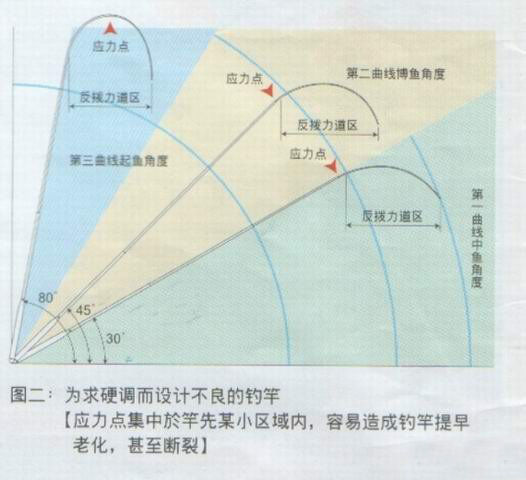 应力点
反拨力道区
第三曲线起鱼角度
应力点
第二曲线博鱼角度
反拨力道区
应力点
反拨力道区
第一曲线中鱼角度
80°
45°
30°
图二：为求硬调而设计不良的钓竿
【应力点集中於竿先某小区域内，容易造成钓竿提早
老化，甚至断裂】